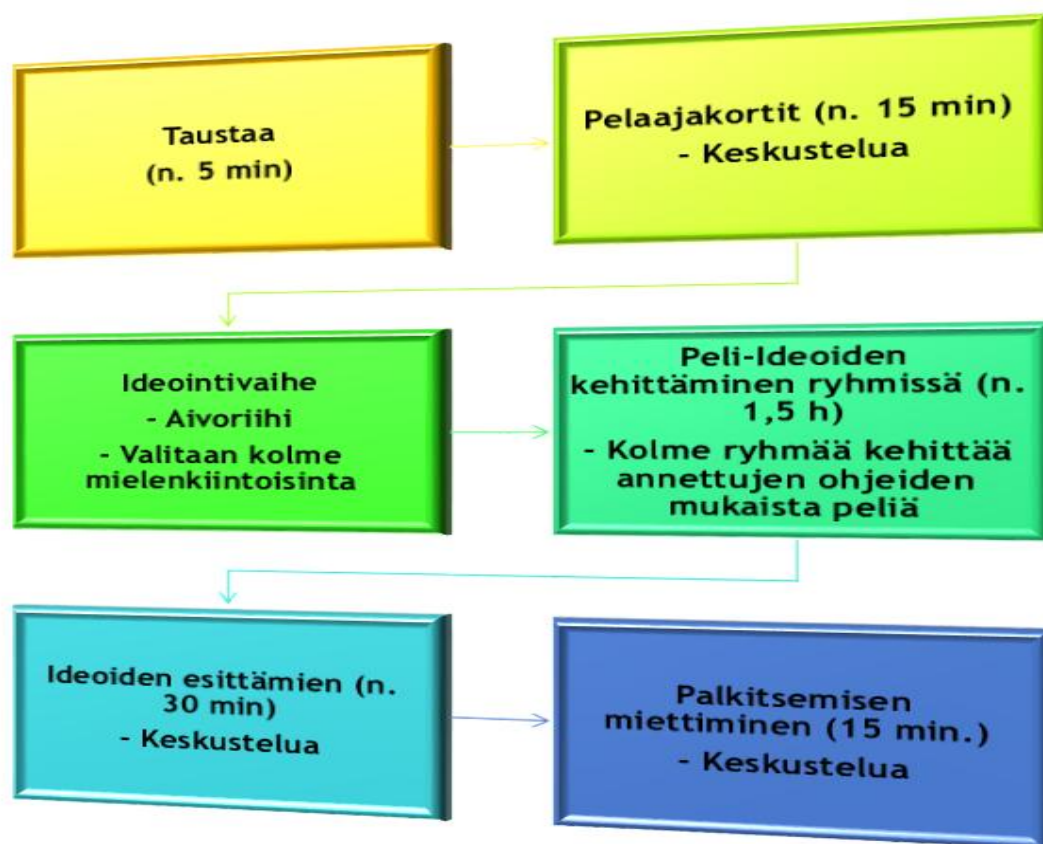 Taustaa
(n. 5 min)
Pelaajakortit (n. 15 min)
- Keskustelua
Ideointivaihe
- Aivoriihi
- Valitaan kolme
mielenkiintoisinta
Peli-Ideoiden
kehittäminen ryhmissä (n.
1,5 h)
- Kolme ryhmää kehittää
annettujen ohjeiden
mukaista peliä
Ideoiden esittämien (n.
30 min)
- Keskustelua
Palkitsemisen
miettiminen (15 min.)
- Keskustelua